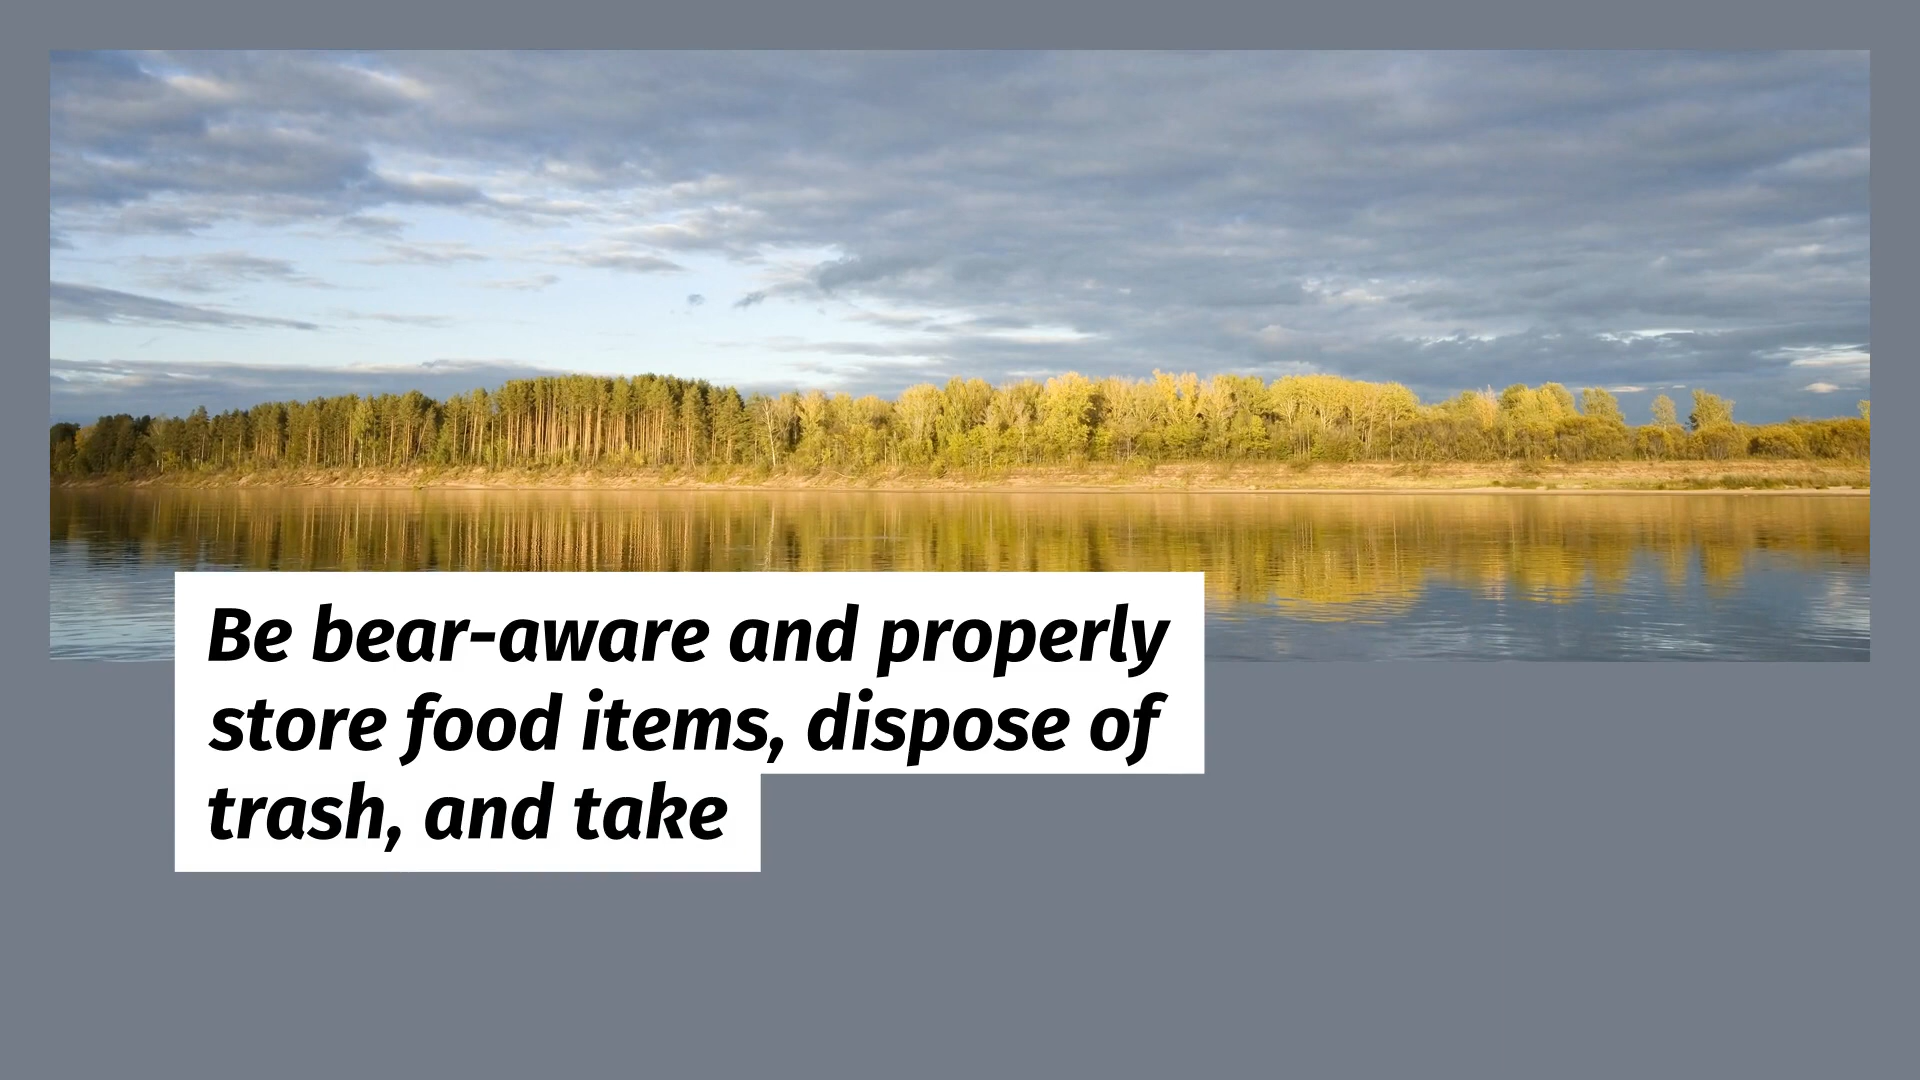 Be bear-aware and properly
store food items, dispose of
trash, and take